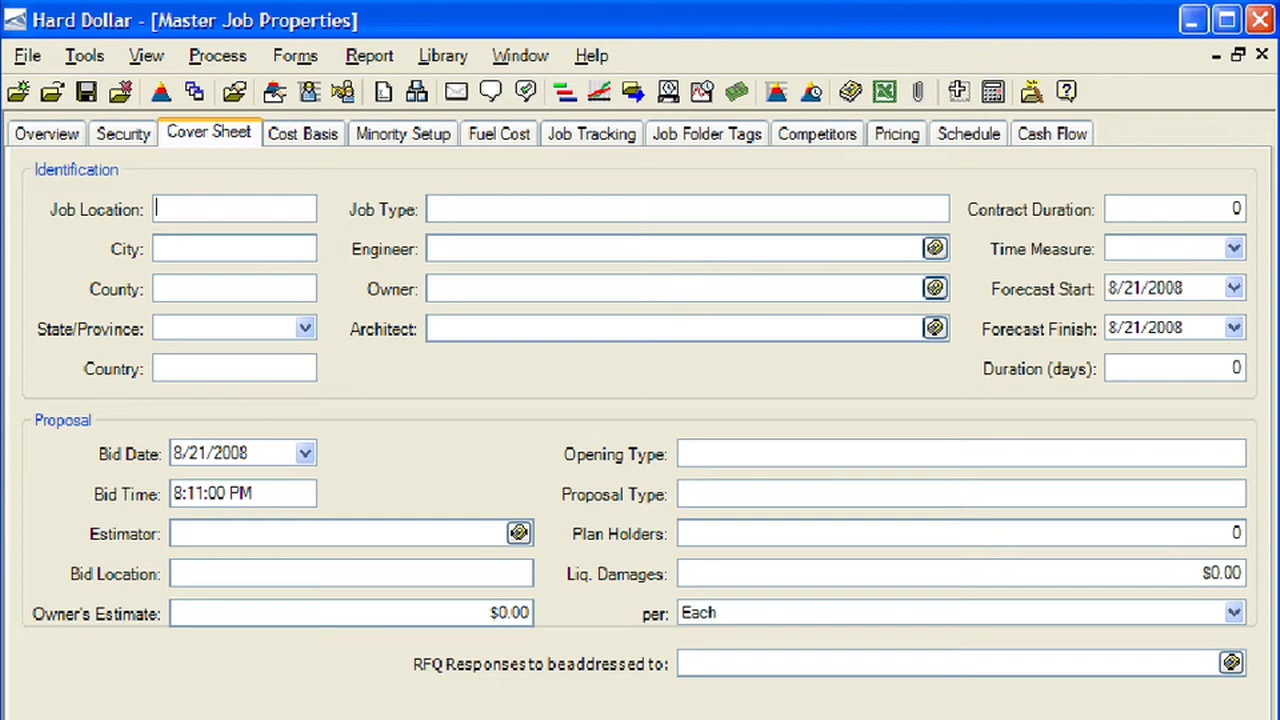 Hard Dollar - [Master Job Properties]
File Tools View Process Forms Report Library Window Help
Overview Security Cover Sheet Cost Basis Minority Setup Fuel Cost Job Tracking Job Folder Tags Competitors Pricing Schedule Cash Flow
Identification
Job Location: Job Type: Contract Duration: 0
City: Engineer: Time Measure:
County: Owner: Forecast Start: 8/21/2008
State/Province: Architect: Forecast Finish: 8/21/2008
Country: Duration (days): 0
Proposal
Bid Date: 8/21/2008 Opening Type:
Bid Time: 8:11:00 PM Proposal Type:
Estimator: Plan Holders: 0
Bid Location: Liq. Damages: $0.00
Owner's Estimate: $0.00 per: Each
RFQ Responses to be addressed to: